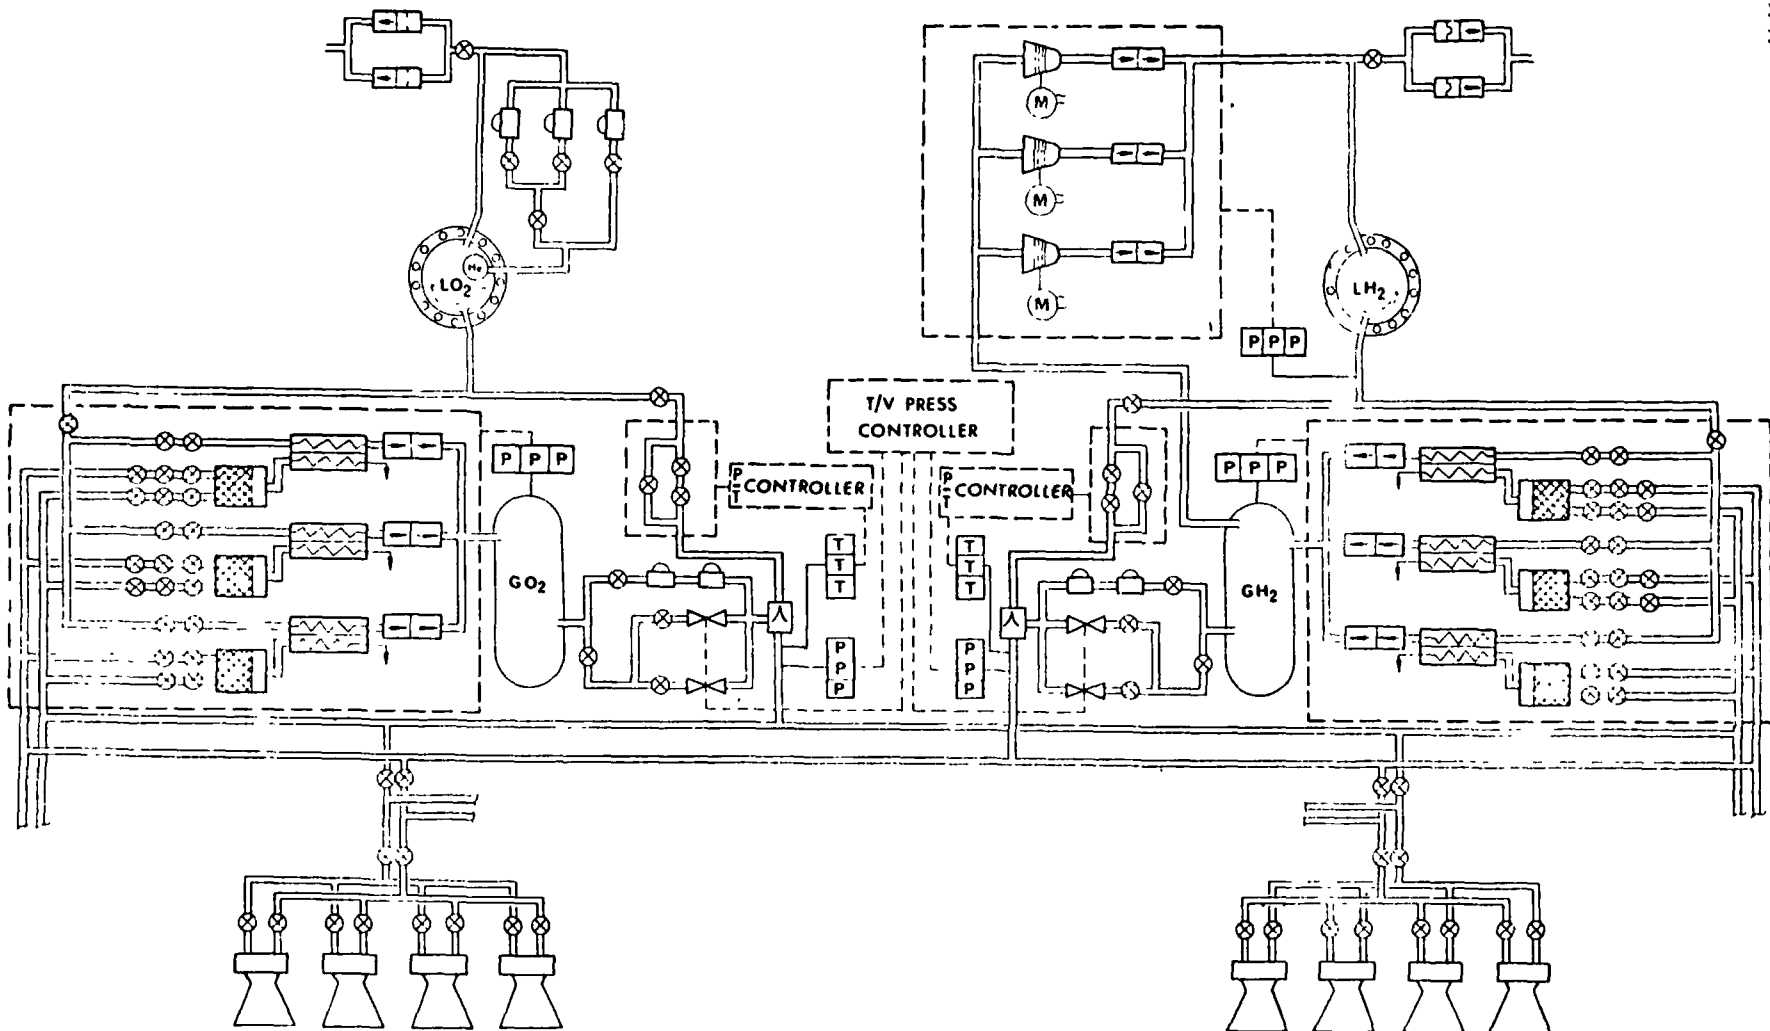 M
M
M
He
LO₂
LH₂
P P P
T/V PRESS
CONTROLLER
P P P
P
T
CONTROLLER
P
T
CONTROLLER
P P P
T
T
T
T
T
T
GO₂
GH₂
P
P
P
P
P
P